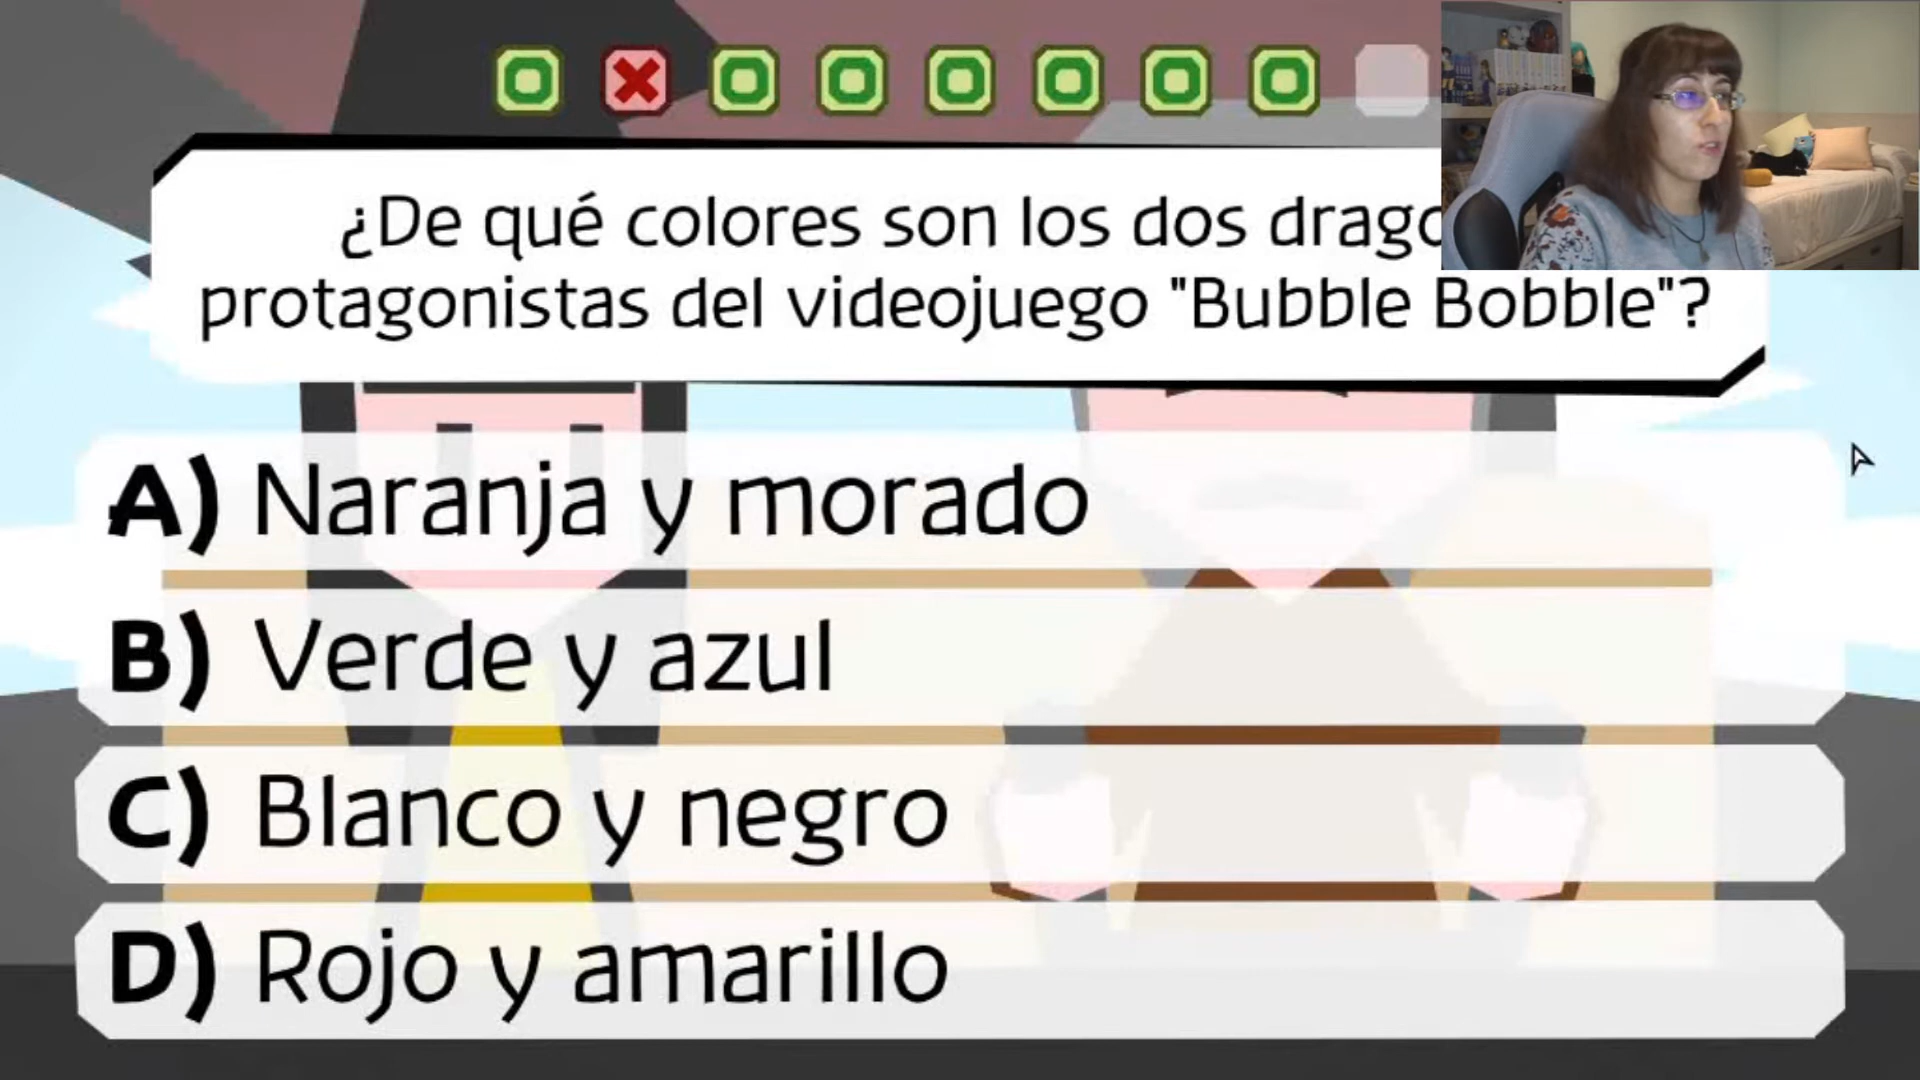 ¿De qué colores son los dos
protagonistas del videojuego "Bubble Bobble"?
A) Naranja y morado
B) Verde y azul
C) Blanco y negro
D) Rojo y amarillo